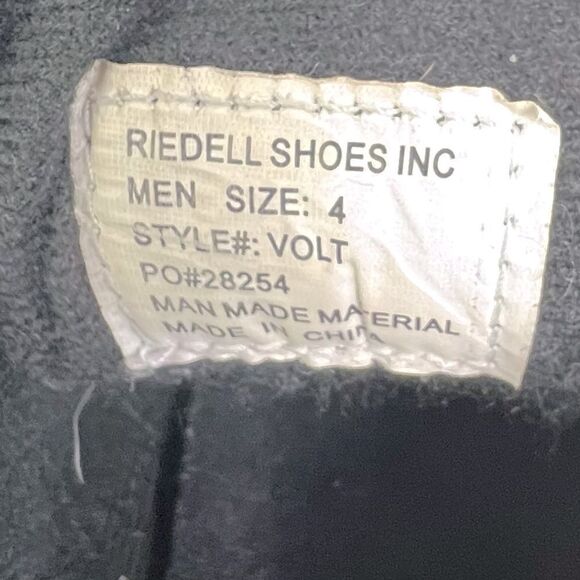 RIEDELL SHOES INC
MEN SIZE: 4
STYLE#: VOLT
PO#28254
MAN MADE MATERIAL
MADE IN CHINA